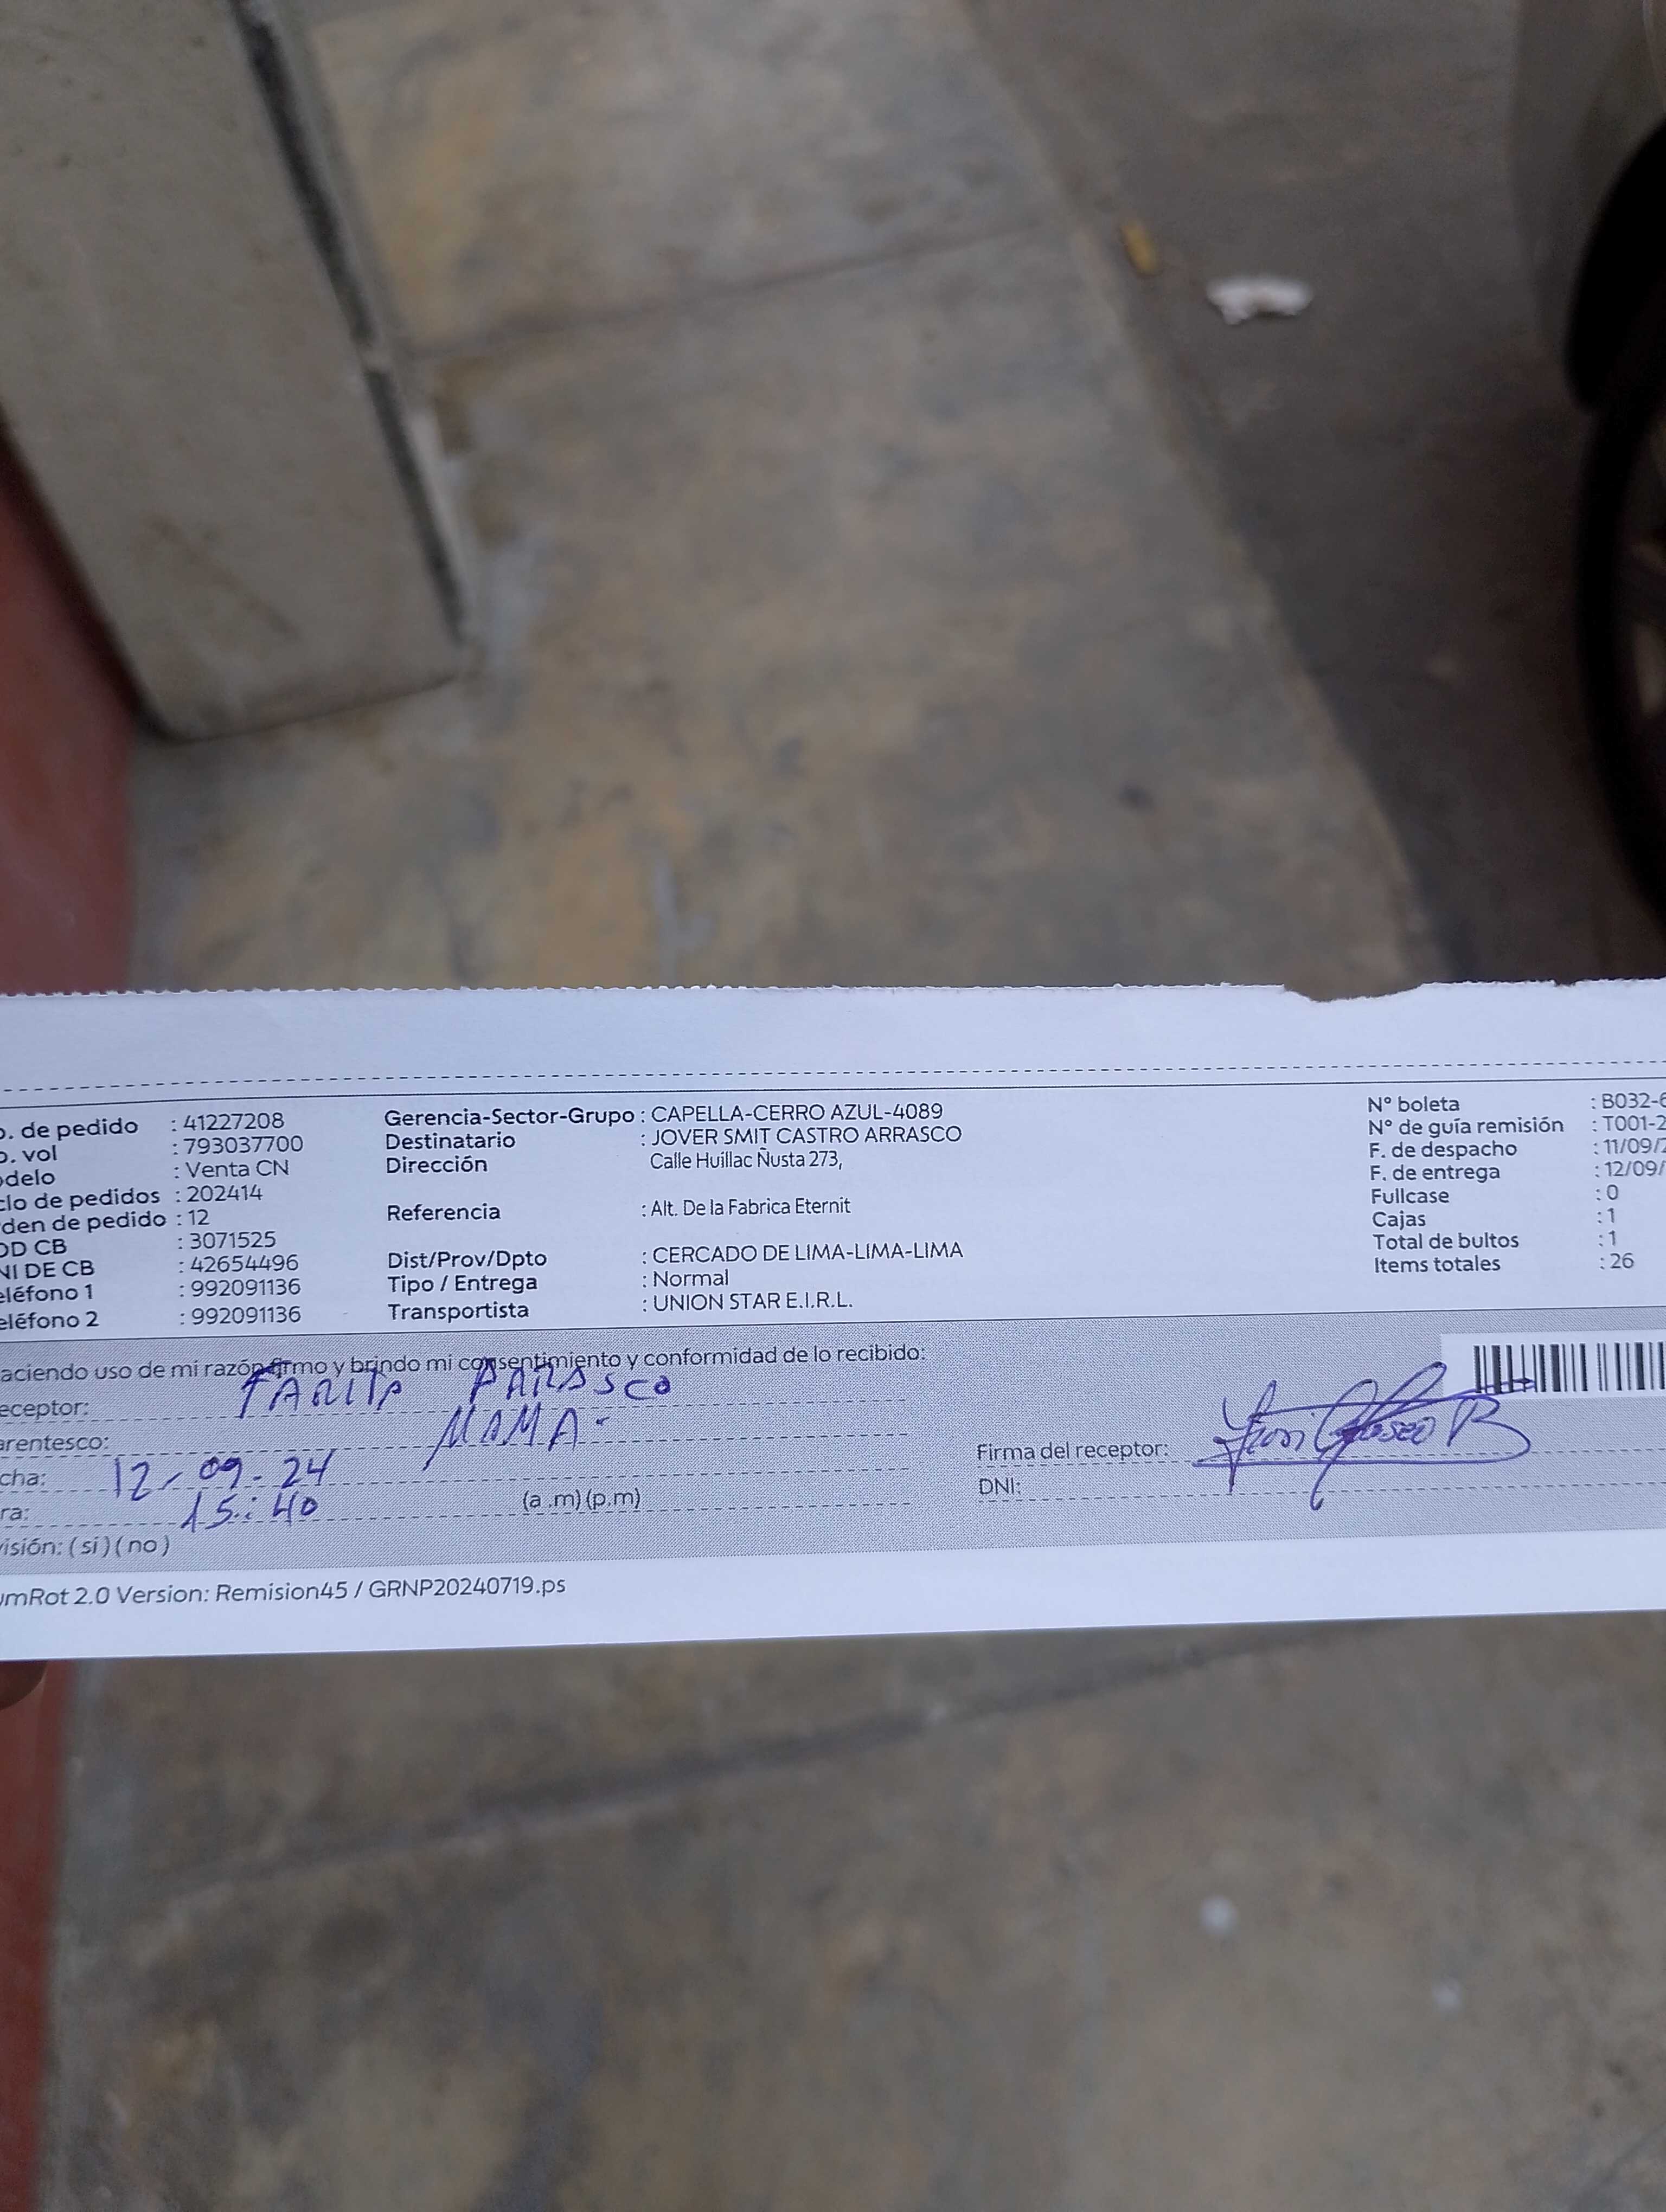 o. de pedido : 41227208
o. vol : 793037700
odelo : Venta CN
clo de pedidos : 202414
rden de pedido : 12
OD CB : 3071525
NI DE CB : 42654496
eléfono 1 : 992091136
eléfono 2 : 992091136
Gerencia-Sector-Grupo : CAPELLA-CERRO AZUL-4089
Destinatario : JOVER SMIT CASTRO ARRASCO
Dirección Calle Huíllac Ñusta 273,
Referencia : Alt. De la Fabrica Eternit
Dist/Prov/Dpto : CERCADO DE LIMA-LIMA-LIMA
Tipo / Entrega : Normal
Transportista : UNION STAR E.I.R.L.
N° boleta : B032-6
N° de guía remisión : T001-2
F. de despacho : 11/09/2
F. de entrega : 12/09/
Fullcase : 0
Cajas : 1
Total de bultos : 1
Items totales : 26
aciendo uso de mi razón firmo y brindo mi consentimiento y conformidad de lo recibido:
eceptor:
arentesco: MAMA-
cha: 12-09-24
ra: 15:40 (a .m) (p.m)
visión: ( si ) ( no )
Firma del receptor:
DNI:
umRot 2.0 Version: Remision45 / GRNP20240719.ps